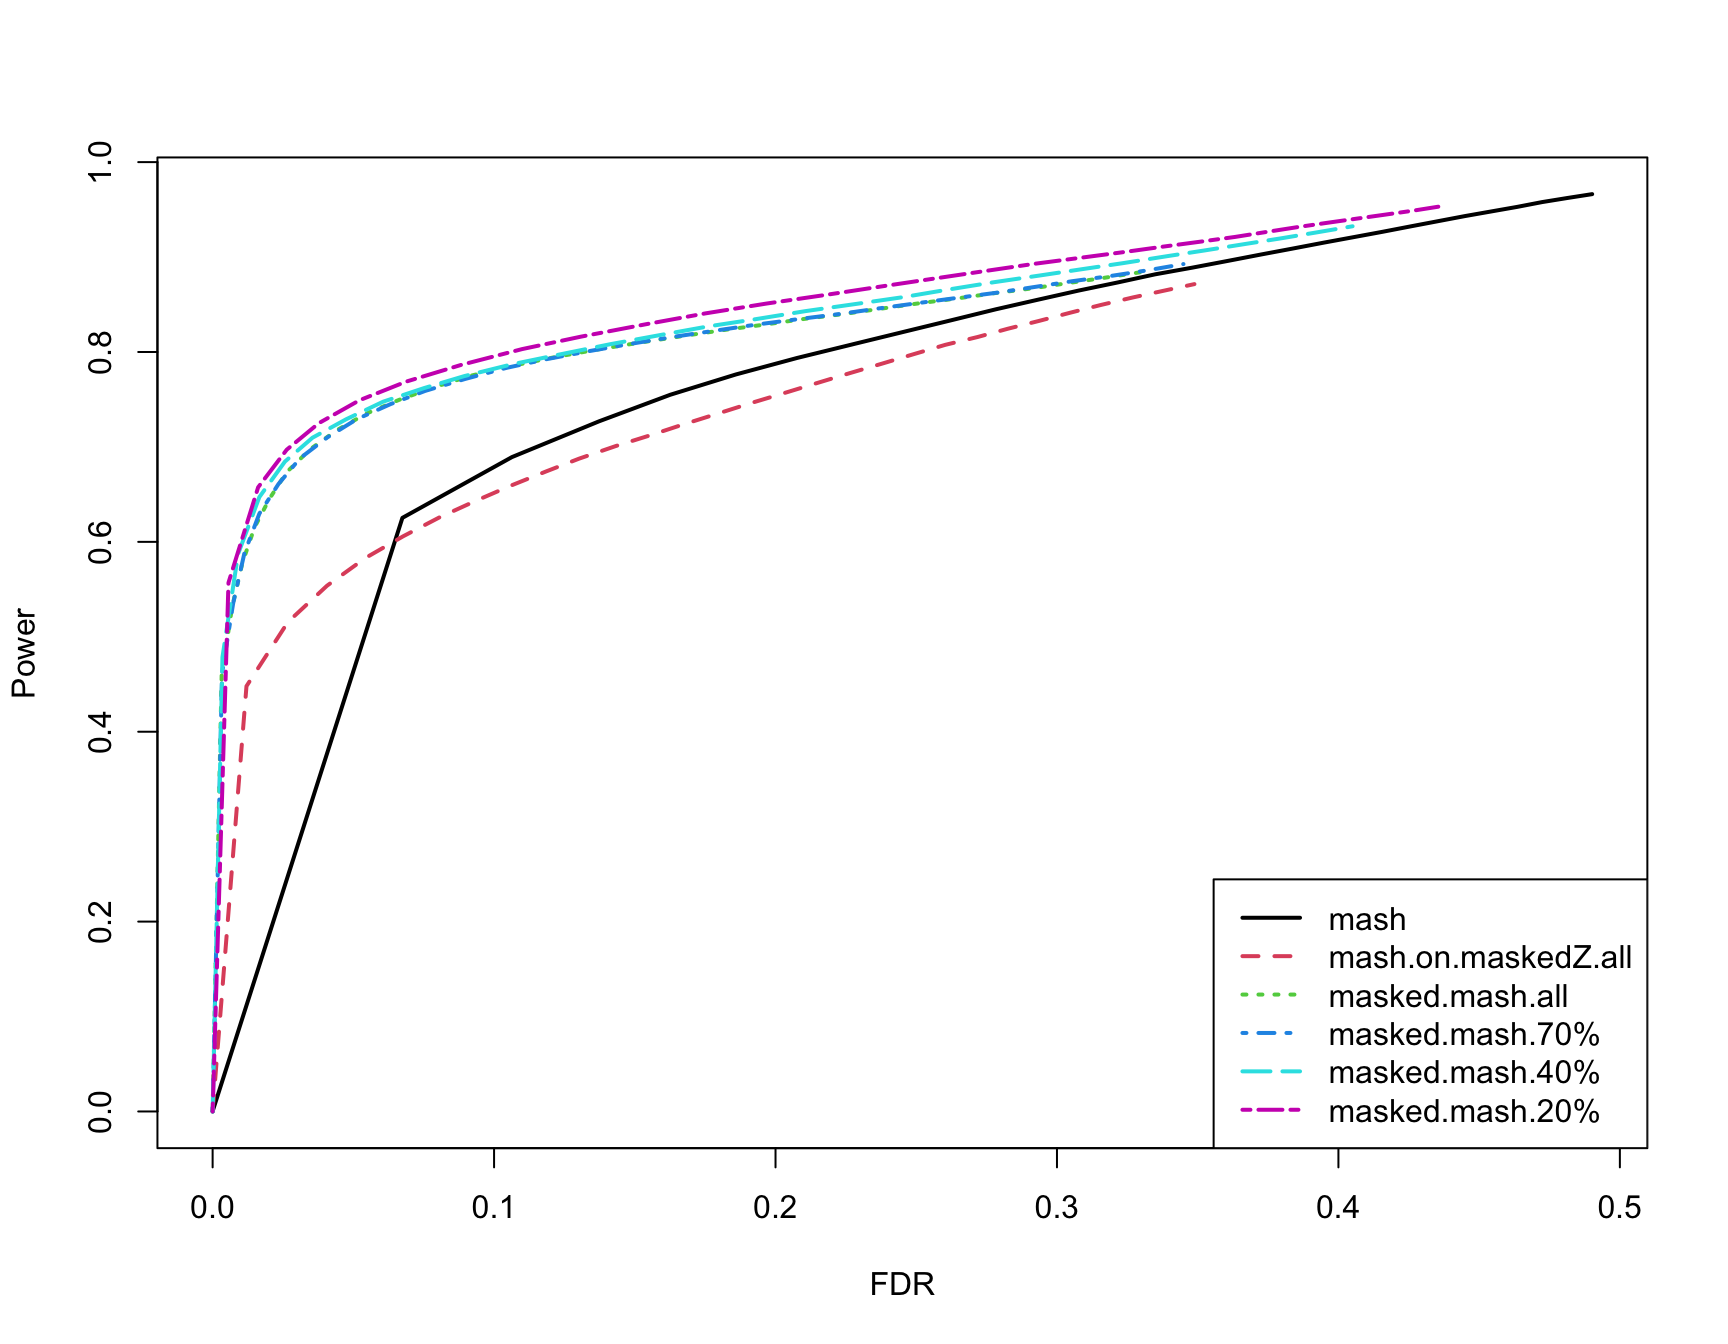 1.0
0.8
0.6
0.4
0.2
0.0
Power
mash
mash.on.maskedZ.all
masked.mash.all
masked.mash.70%
masked.mash.40%
masked.mash.20%
0.0 0.1 0.2 0.3 0.4 0.5
FDR